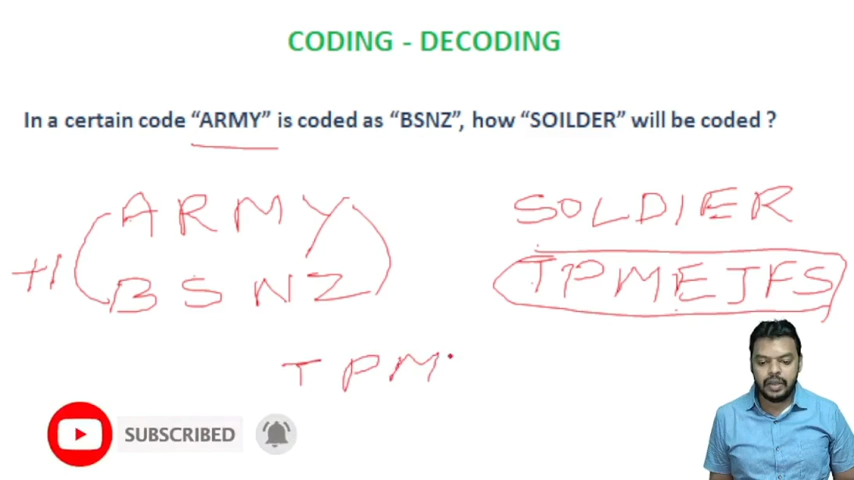 CODING - DECODING
In a certain code “ARMY” is coded as “BSNZ”, how “SOILDER” will be coded ?
ARMY
SOLDIER
+1
BSNZ
TPMEJFS
TPM
SUBSCRIBED